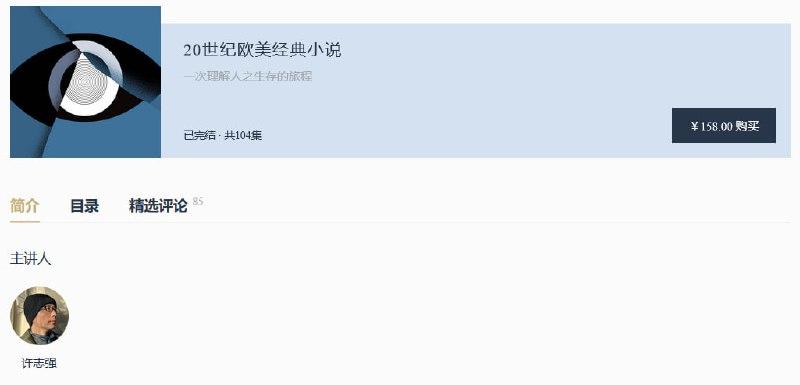 20世纪欧美经典小说
一次理解人之生存的旅程
已完结 · 共104集
￥158.00 购买
简介 目录 精选评论 85
主讲人
许志强